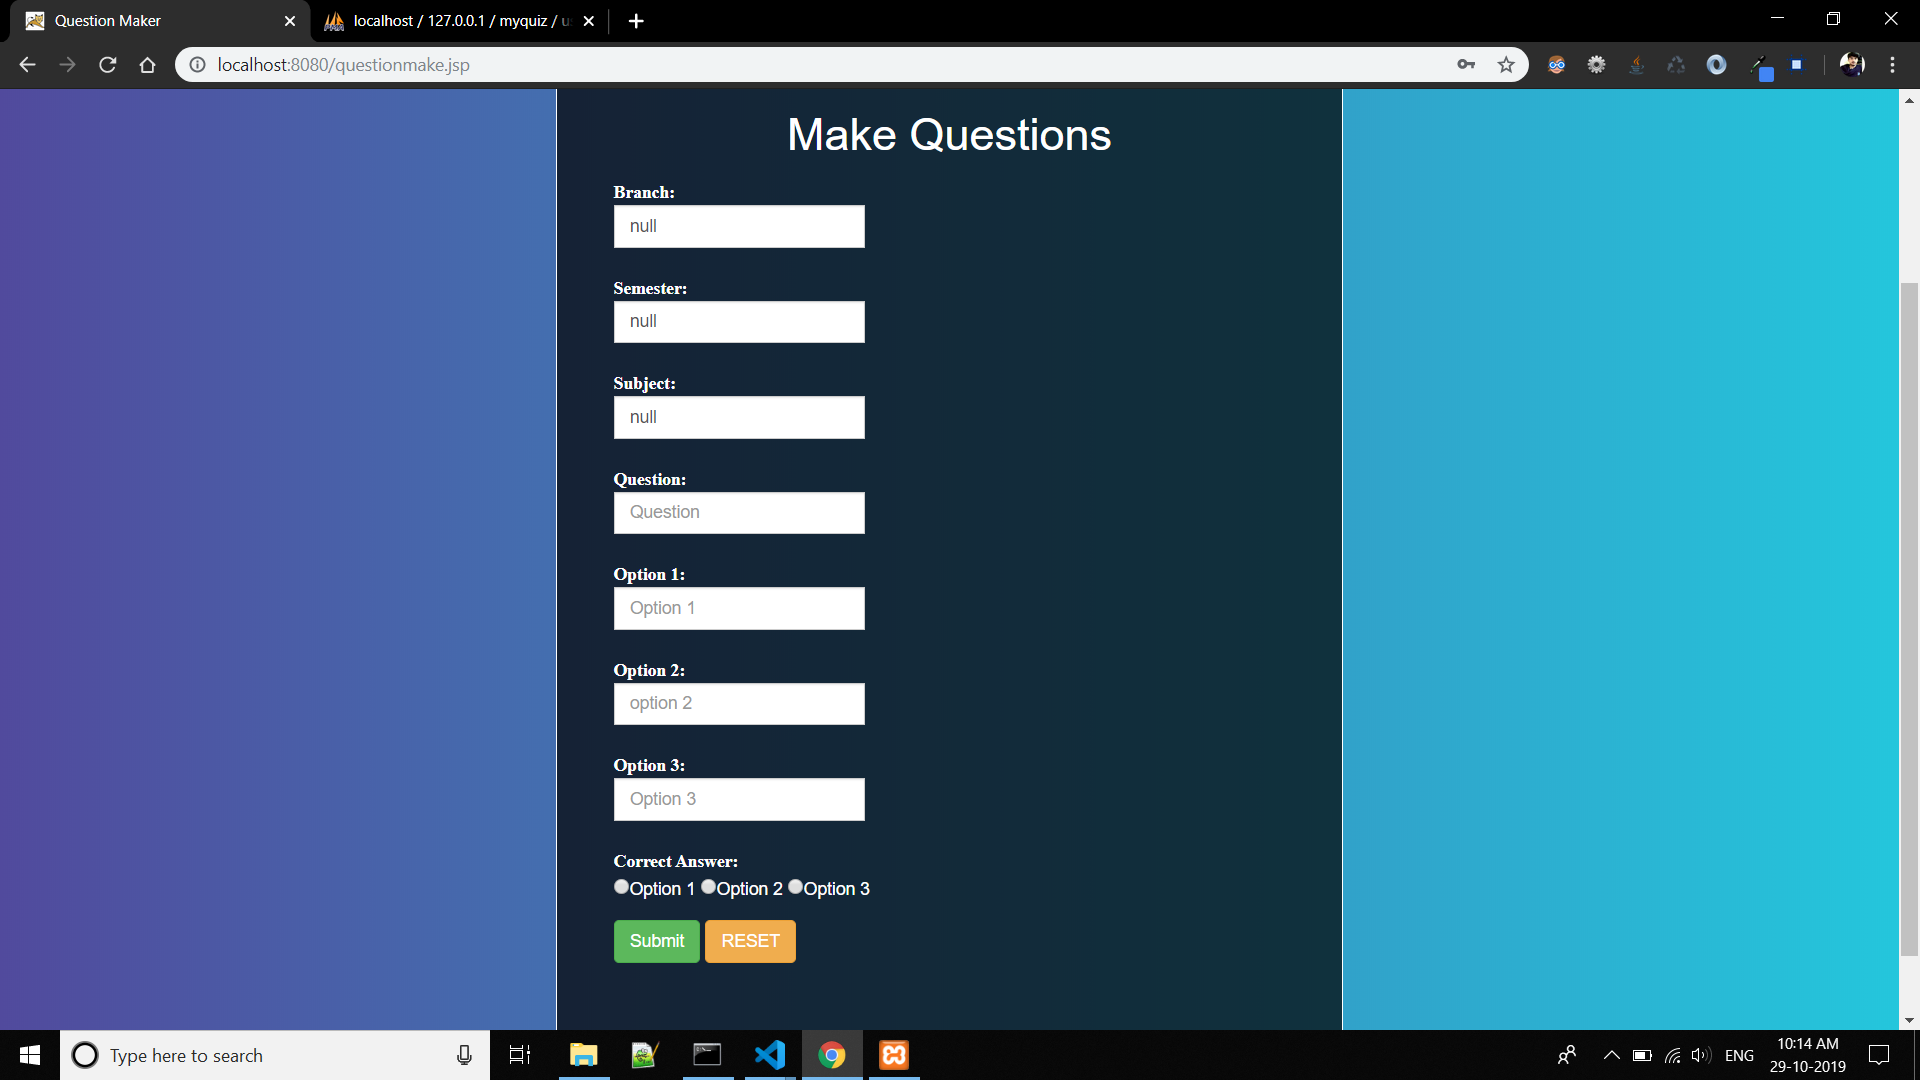 Question Maker
localhost / 127.0.0.1 / myquiz / u
localhost:8080/questionmake.jsp
Make Questions
Branch:
null
Semester:
null
Subject:
null
Question:
Question
Option 1:
Option 1
Option 2:
option 2
Option 3:
Option 3
Correct Answer:
Option 1 Option 2 Option 3
Submit RESET
Type here to search
ENG
10:14 AM
29-10-2019